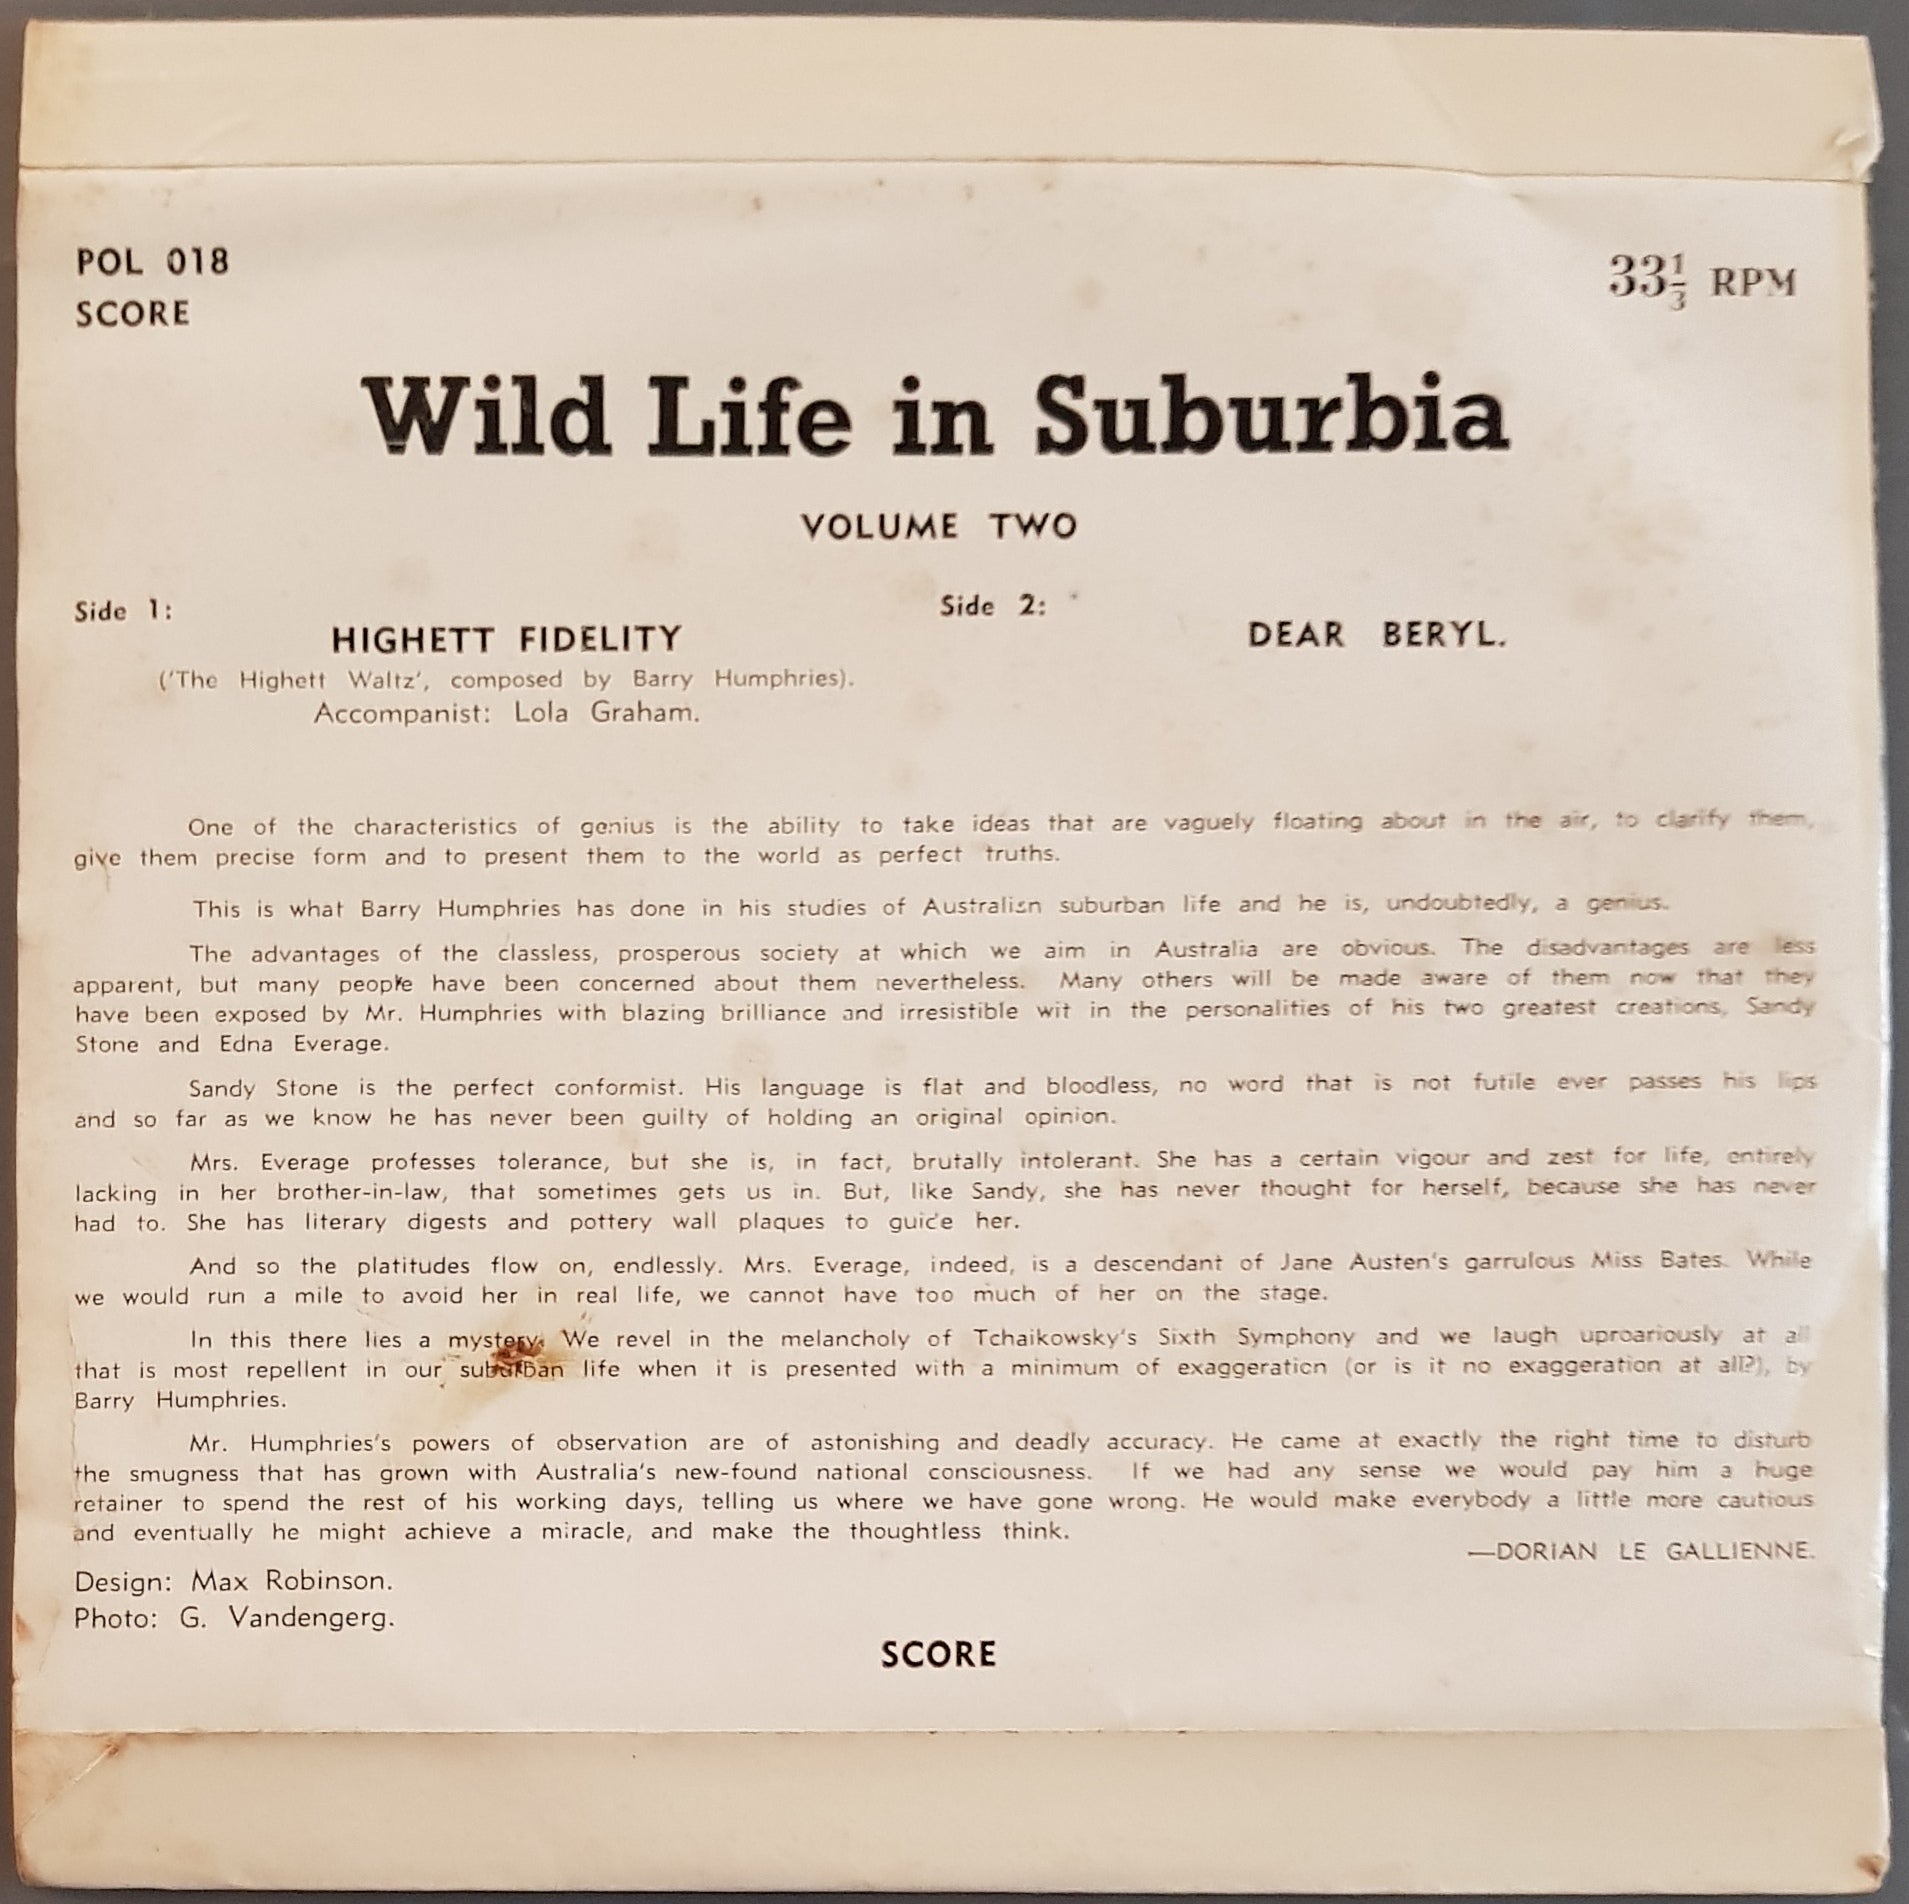 POL 018
SCORE
33⅓ RPM
Wild Life in Suburbia
VOLUME TWO
Side 1:
HIGHETT FIDELITY
('The Highett Waltz', composed by Barry Humphries).
Accompanist: Lola Graham.
Side 2:
DEAR BERYL.
One of the characteristics of genius is the ability to take ideas that are vaguely floating about in the air, to clarify them,
give them precise form and to present them to the world as perfect truths.
This is what Barry Humphries has done in his studies of Australian suburban life and he is, undoubtedly, a genius.
The advantages of the classless, prosperous society at which we aim in Australia are obvious. The disadvantages are less
apparent, but many people have been concerned about them nevertheless. Many others will be made aware of them now that they
have been exposed by Mr. Humphries with blazing brilliance and irresistible wit in the personalities of his two greatest creations, Sandy
Stone and Edna Everage.
Sandy Stone is the perfect conformist. His language is flat and bloodless, no word that is not futile ever passes his lips
and so far as we know he has never been guilty of holding an original opinion.
Mrs. Everage professes tolerance, but she is, in fact, brutally intolerant. She has a certain vigour and zest for life, entirely
lacking in her brother-in-law, that sometimes gets us in. But, like Sandy, she has never thought for herself, because she has never
had to. She has literary digests and pottery wall plaques to guide her.
And so the platitudes flow on, endlessly. Mrs. Everage, indeed, is a descendant of Jane Austen's garrulous Miss Bates. While
we would run a mile to avoid her in real life, we cannot have too much of her on the stage.
In this there lies a mystery. We revel in the melancholy of Tchaikowsky's Sixth Symphony and we laugh uproariously at all
that is most repellent in our suburban life when it is presented with a minimum of exaggeration (or is it no exaggeration at all?), by
Barry Humphries.
Mr. Humphries's powers of observation are of astonishing and deadly accuracy. He came at exactly the right time to disturb
the smugness that has grown with Australia's new-found national consciousness. If we had any sense we would pay him a huge
retainer to spend the rest of his working days, telling us where we have gone wrong. He would make everybody a little more cautious
and eventually he might achieve a miracle, and make the thoughtless think.
—DORIAN LE GALLIENNE.
Design: Max Robinson.
Photo: G. Vandengerg.
SCORE